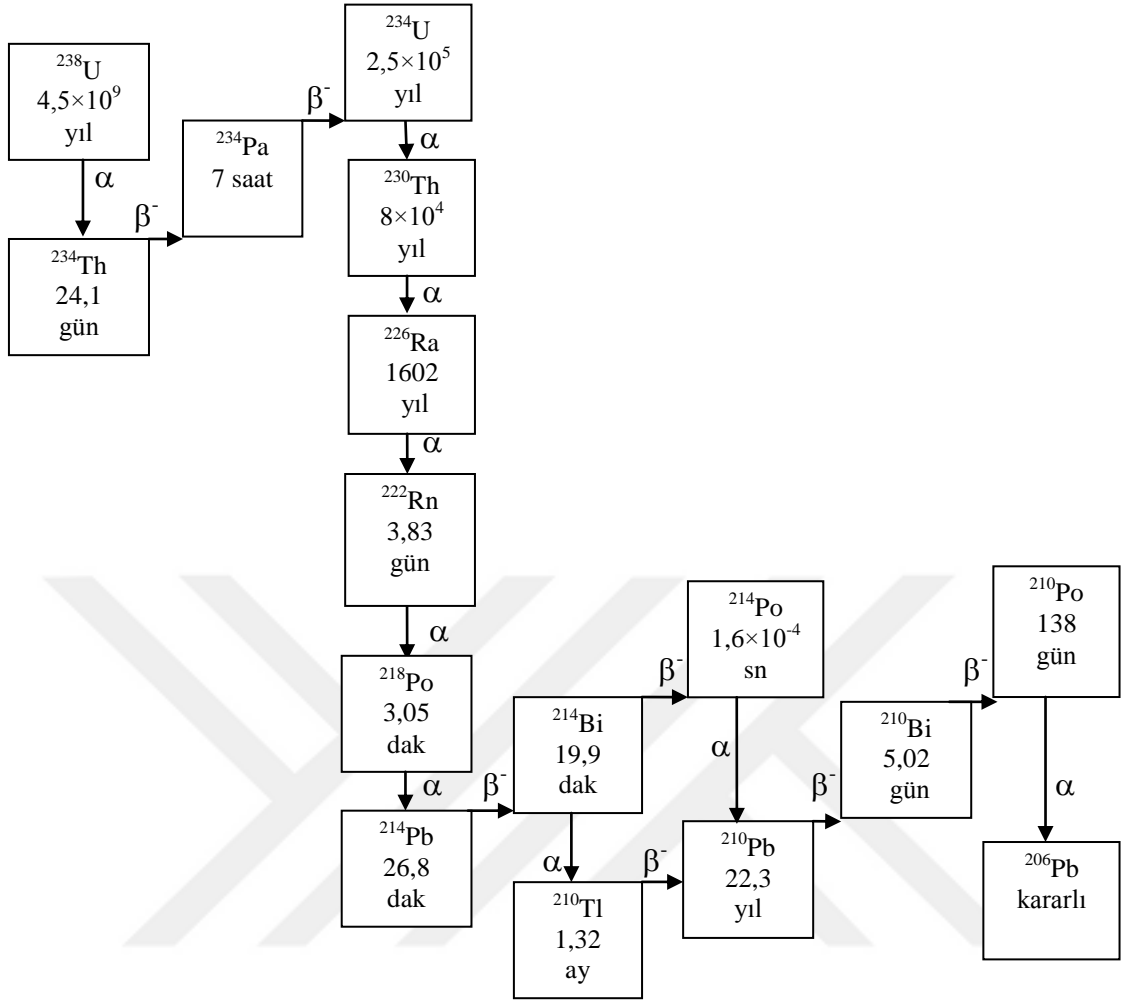 ²³⁸U
4,5×10⁹
yıl
α
²³⁴Th
24,1
gün
β⁻
²³⁴Pa
7 saat
β⁻
²³⁴U
2,5×10⁵
yıl
α
²³⁰Th
8×10⁴
yıl
α
²²⁶Ra
1602
yıl
α
²²²Rn
3,83
gün
α
²¹⁸Po
3,05
dak
α
²¹⁴Pb
26,8
dak
β⁻
²¹⁴Bi
19,9
dak
β⁻
²¹⁴Po
1,6×10⁻⁴
sn
α
α
²¹⁰Tl
1,32
ay
β⁻
²¹⁰Pb
22,3
yıl
β⁻
²¹⁰Bi
5,02
gün
β⁻
²¹⁰Po
138
gün
α
²⁰⁶Pb
kararlı